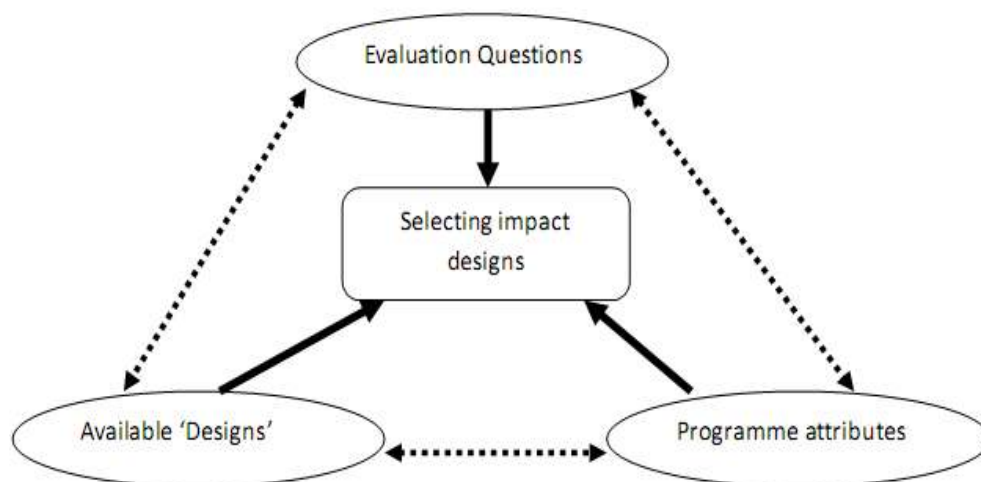 Evaluation Questions
Selecting impact
designs
Available ‘Designs’
Programme attributes